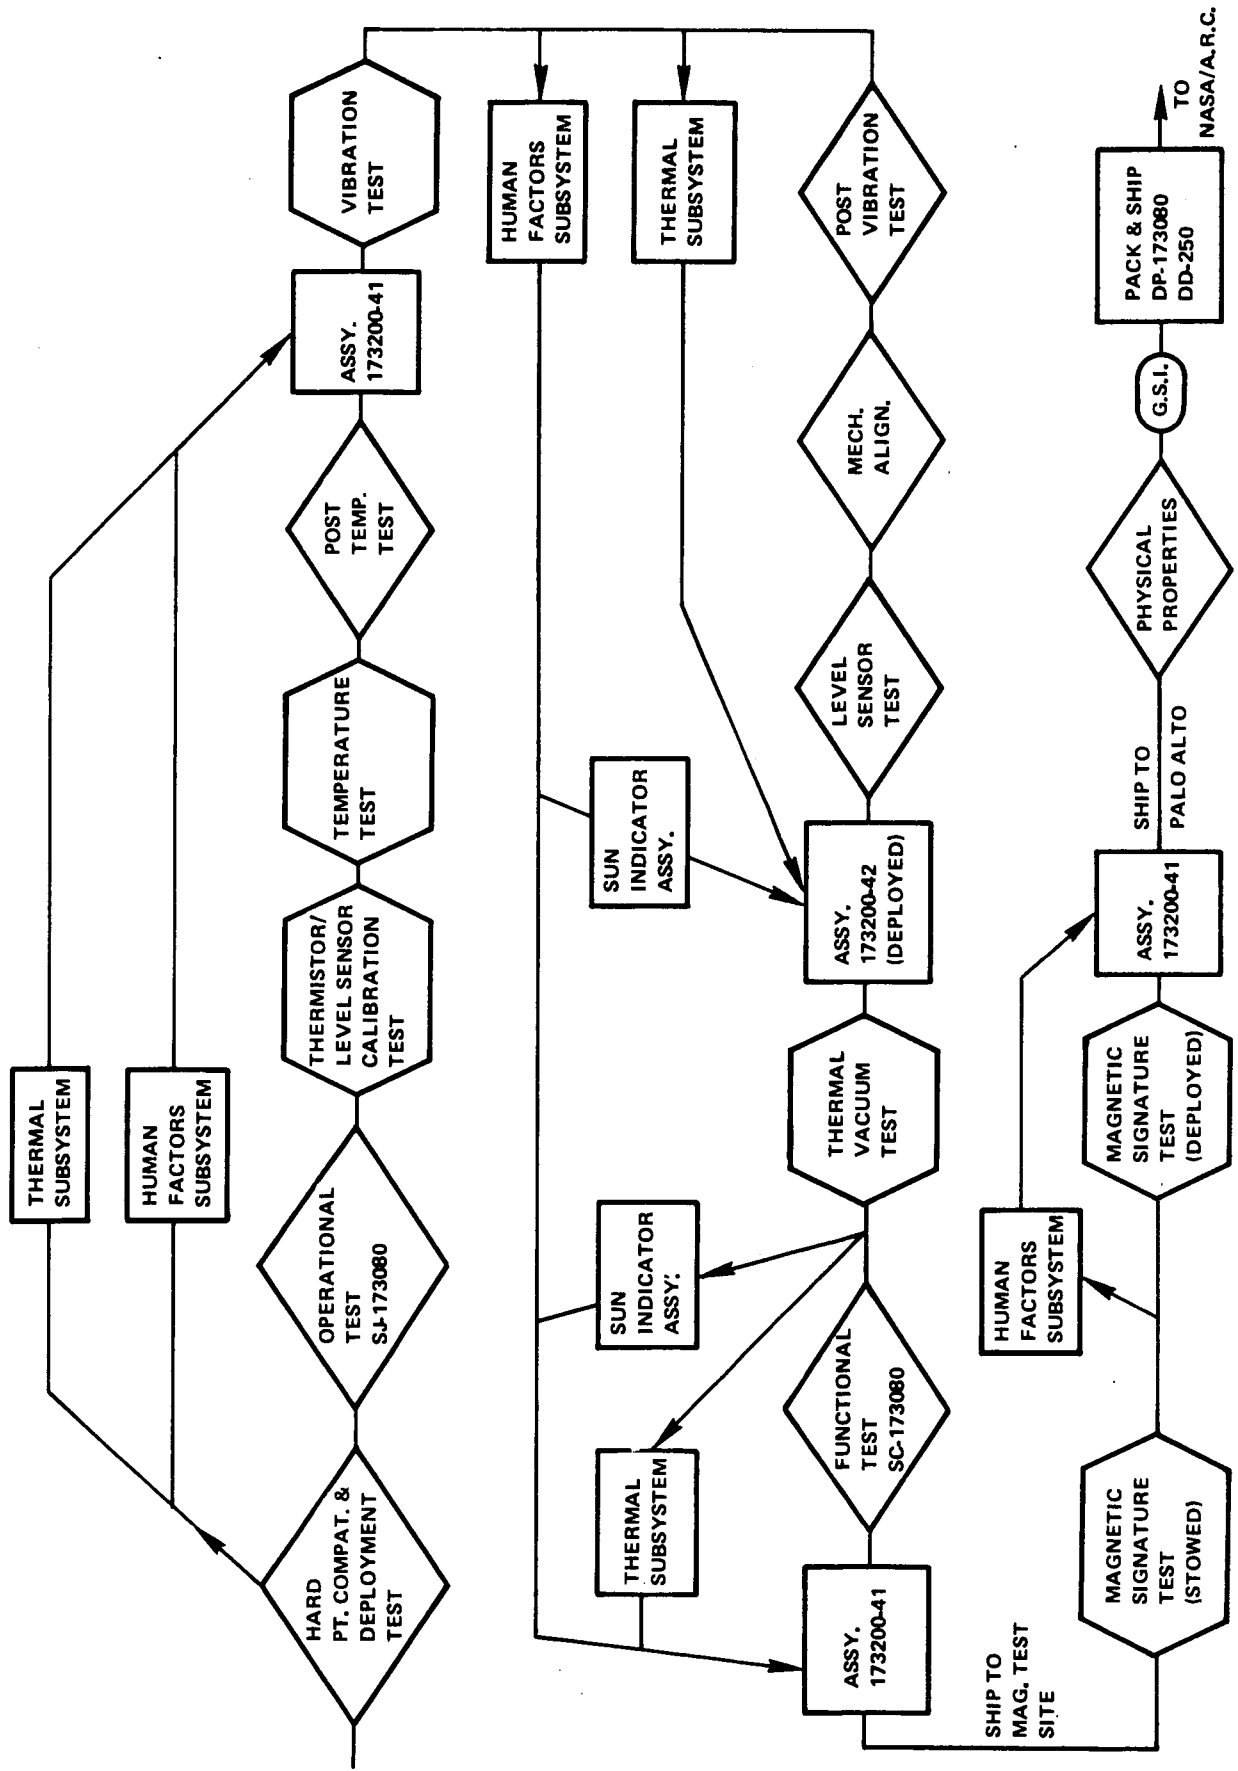 THERMAL
SUBSYSTEM
HUMAN
FACTORS
SUBSYSTEM
HARD
PT. COMPAT. &
DEPLOYMENT
TEST
OPERATIONAL
TEST
SJ-173080
THERMISTOR/
LEVEL SENSOR
CALIBRATION
TEST
TEMPERATURE
TEST
POST
TEMP.
TEST
ASSY.
173200-41
VIBRATION
TEST
HUMAN
FACTORS
SUBSYSTEM
THERMAL
SUBSYSTEM
SUN
INDICATOR
ASSY.
SUN
INDICATOR
ASSY.
THERMAL
SUBSYSTEM
ASSY.
173200-41
FUNCTIONAL
TEST
SC-173080
THERMAL
VACUUM
TEST
ASSY.
173200-42
(DEPLOYED)
LEVEL
SENSOR
TEST
MECH.
ALIGN.
POST
VIBRATION
TEST
SHIP TO
MAG. TEST
SITE
HUMAN
FACTORS
SUBSYSTEM
MAGNETIC
SIGNATURE
TEST
(STOWED)
MAGNETIC
SIGNATURE
TEST
(DEPLOYED)
ASSY.
173200-41
SHIP TO
PALO ALTO
PHYSICAL
PROPERTIES
G.S.I.
PACK & SHIP
DP-173080
DD-250
TO
NASA/A.R.C.